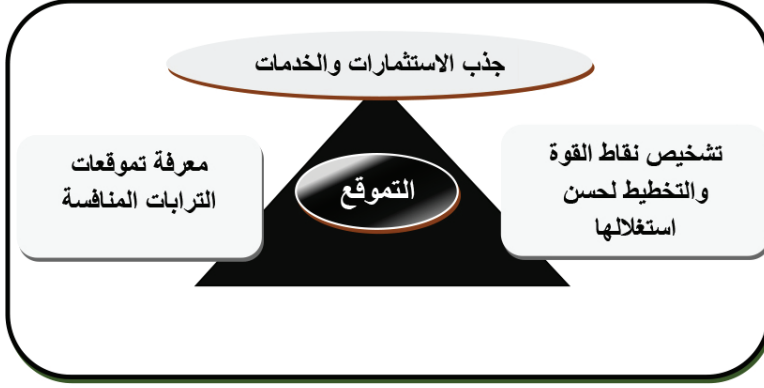 جذب الاستثمارات والخدمات
تشخيص نقاط القوة
والتخطيط لحسن
استغلالها
التموقع
معرفة تموقعات
الترابات المنافسة